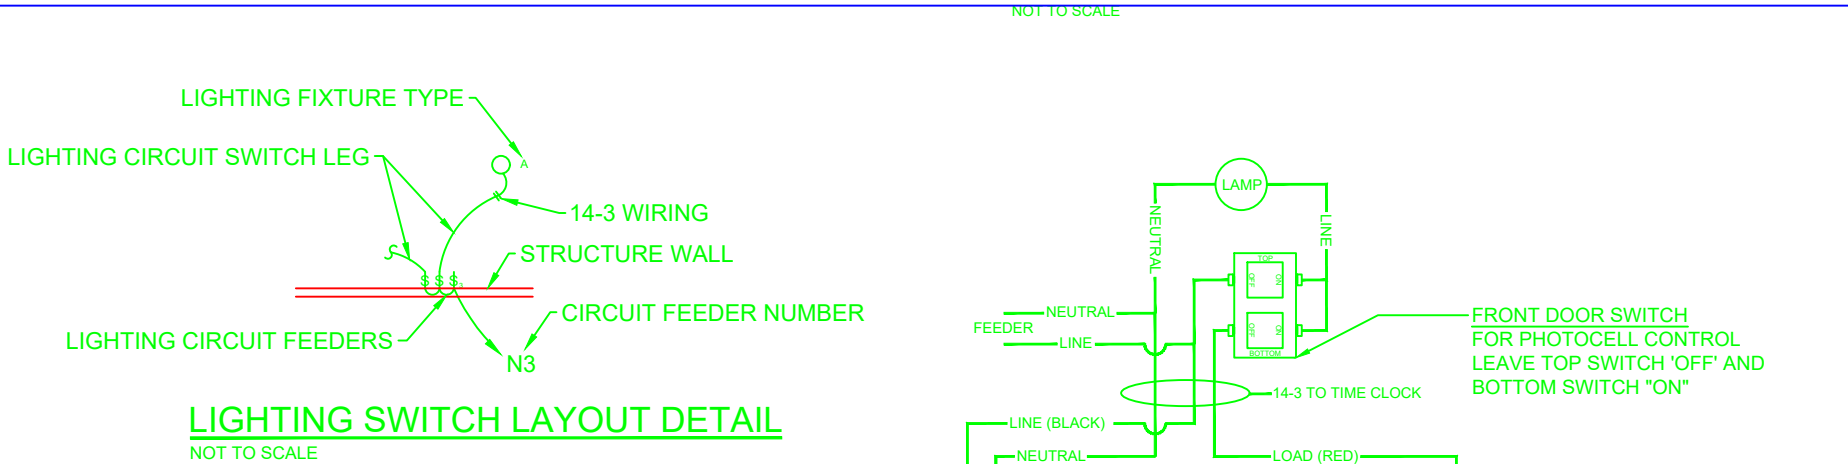 NOT TO SCALE
LIGHTING FIXTURE TYPE
A
LIGHTING CIRCUIT SWITCH LEG
14-3 WIRING
STRUCTURE WALL
$ $ $
CIRCUIT FEEDER NUMBER
LIGHTING CIRCUIT FEEDERS
N3
LIGHTING SWITCH LAYOUT DETAIL
NOT TO SCALE
LAMP
NEUTRAL
LINE
TOP
OFF
ON
OFF
ON
BOTTOM
NEUTRAL
FEEDER
LINE
FRONT DOOR SWITCH
FOR PHOTOCELL CONTROL
LEAVE TOP SWITCH 'OFF' AND
BOTTOM SWITCH "ON"
14-3 TO TIME CLOCK
LINE (BLACK)
NEUTRAL
LOAD (RED)